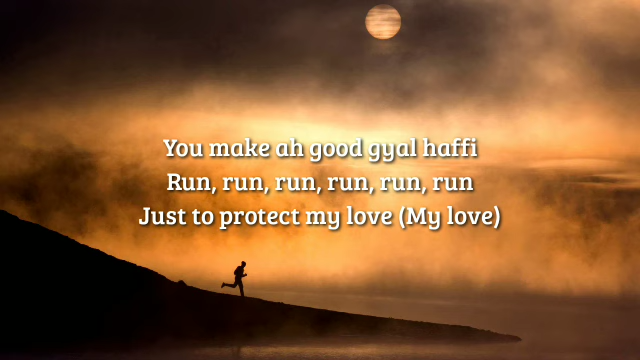 You make ah good gyal haffi
Run, run, run, run, run, run
Just to protect my love (My love)